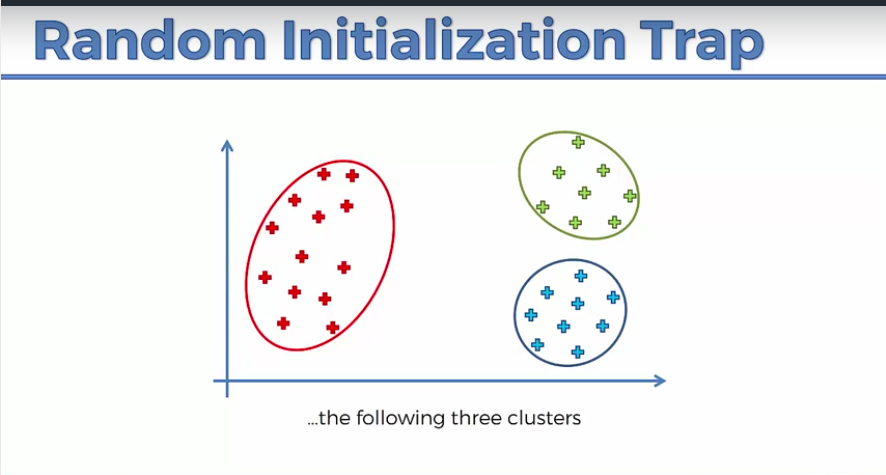 Random Initialization Trap
...the following three clusters